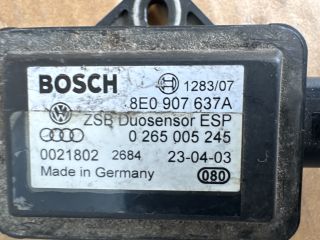 BOSCH 1283/07
8E0 907 637A
ZSB Duosensor ESP
0 265 005 245
0021802 2684 23-04-03
Made in Germany 080